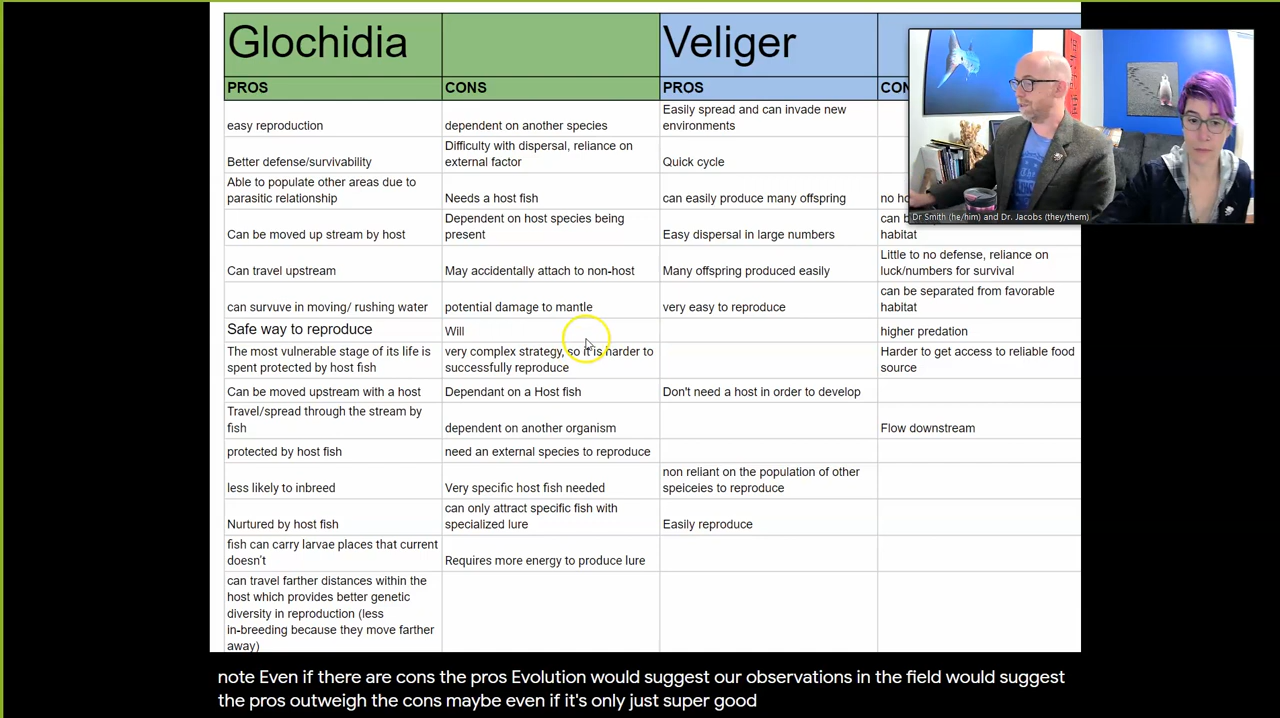 Glochidia Veliger
PROS CONS PROS CON
easy reproduction
dependent on another species
Easily spread and can invade new
environments
Better defense/survivability
Difficulty with dispersal, reliance on
external factor
Quick cycle
Able to populate other areas due to
parasitic relationship
Needs a host fish
can easily produce many offspring
no ho
Can be moved up stream by host
Dependent on host species being
present
Easy dispersal in large numbers
can b
habitat
Can travel upstream
May accidentally attach to non-host
Many offspring produced easily
Little to no defense, reliance on
luck/numbers for survival
can survuve in moving/ rushing water
potential damage to mantle
very easy to reproduce
can be separated from favorable
habitat
Safe way to reproduce
Will
higher predation
The most vulnerable stage of its life is
spent protected by host fish
very complex strategy, so it is harder to
successfully reproduce
Harder to get access to reliable food
source
Can be moved upstream with a host
Dependant on a Host fish
Don't need a host in order to develop
Travel/spread through the stream by
fish
dependent on another organism
Flow downstream
protected by host fish
need an external species to reproduce
less likely to inbreed
Very specific host fish needed
non reliant on the population of other
speiceies to reproduce
Nurtured by host fish
can only attract specific fish with
specialized lure
Easily reproduce
fish can carry larvae places that current
doesn't
Requires more energy to produce lure
can travel farther distances within the
host which provides better genetic
diversity in reproduction (less
in-breeding because they move farther
away)
Dr Smith (he/him) and Dr. Jacobs (they/them)
note Even if there are cons the pros Evolution would suggest our observations in the field would suggest
the pros outweigh the cons maybe even if it's only just super good